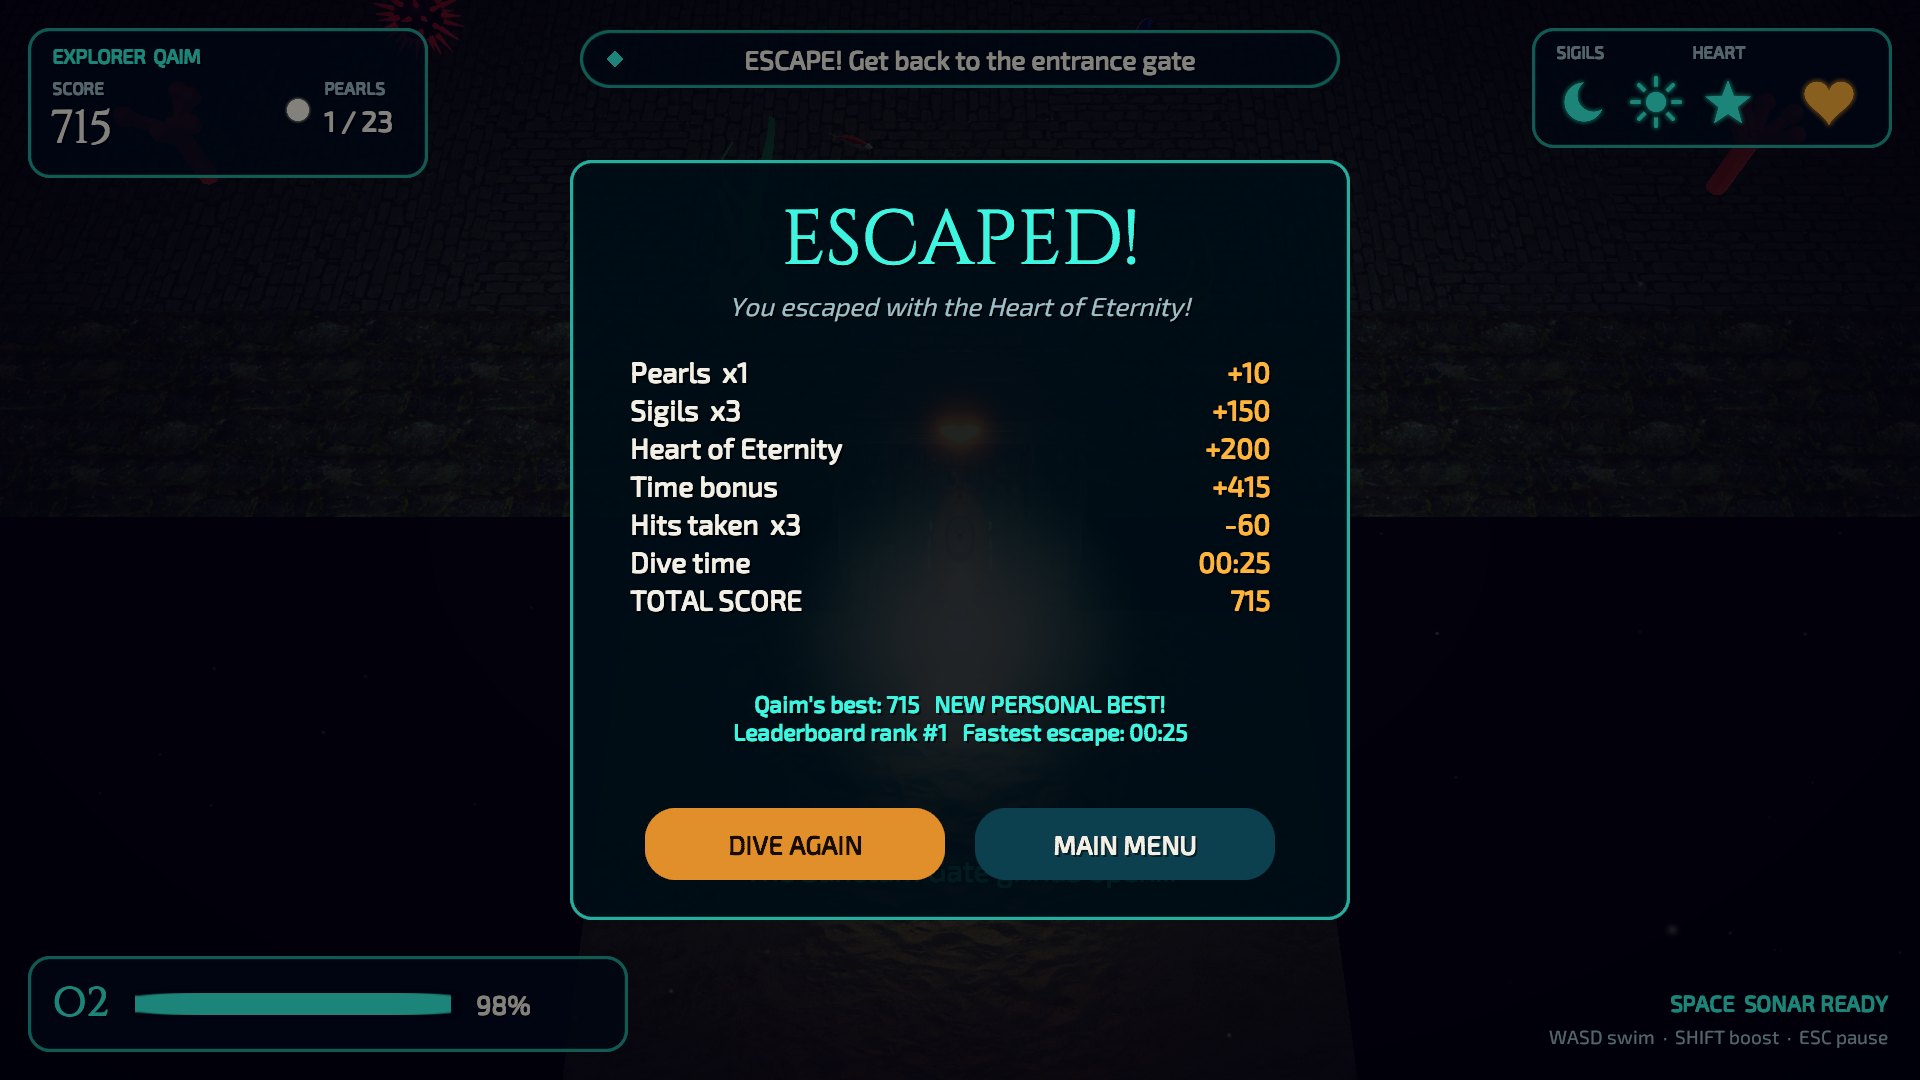 EXPLORER QAIM
SCORE
715
PEARLS
1 / 23
ESCAPE! Get back to the entrance gate
SIGILS HEART
ESCAPED!
You escaped with the Heart of Eternity!
Pearls x1 +10
Sigils x3 +150
Heart of Eternity +200
Time bonus +415
Hits taken x3 -60
Dive time 00:25
TOTAL SCORE 715
Qaim's best: 715 NEW PERSONAL BEST!
Leaderboard rank #1 Fastest escape: 00:25
DIVE AGAIN
MAIN MENU
O2 98%
SPACE SONAR READY
WASD swim · SHIFT boost · ESC pause